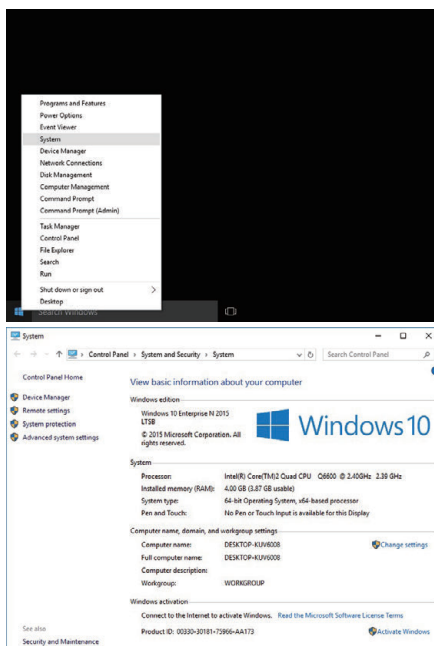 Programs and Features
Power Options
Event Viewer
System
Device Manager
Network Connections
Disk Management
Computer Management
Command Prompt
Command Prompt (Admin)
Task Manager
Control Panel
File Explorer
Search
Run
Shut down or sign out
Desktop
Search Windows
System
Control Panel › System and Security › System
Search Control Panel
Control Panel Home
Device Manager
Remote settings
System protection
Advanced system settings
View basic information about your computer
Windows edition
Windows 10 Enterprise N 2015
LTSB
© 2015 Microsoft Corporation. All
rights reserved.
Windows 10
System
Processor: Intel(R) Core(TM)2 Quad CPU Q6600 @ 2.40GHz 2.39 GHz
Installed memory (RAM): 4.00 GB (3.87 GB usable)
System type: 64-bit Operating System, x64-based processor
Pen and Touch: No Pen or Touch Input is available for this Display
Computer name, domain, and workgroup settings
Computer name: DESKTOP-KUV6008 Change settings
Full computer name: DESKTOP-KUV6008
Computer description:
Workgroup: WORKGROUP
Windows activation
Connect to the Internet to activate Windows. Read the Microsoft Software License Terms
Product ID: 00330-30181-75966-AA173 Activate Windows
See also
Security and Maintenance